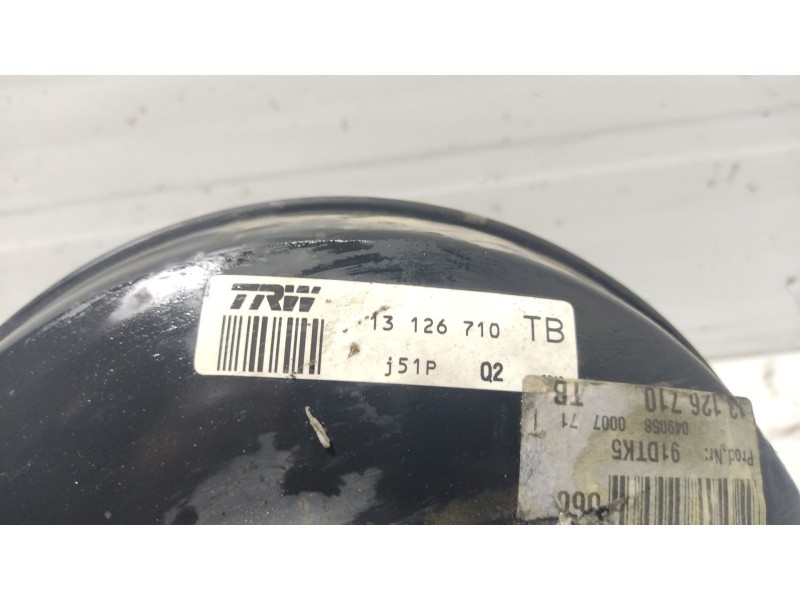 TRW
13 126 710 TB
j51P Q2
13 126 710 TB
049058 0007 71
Prod.Nr:
91DTK5